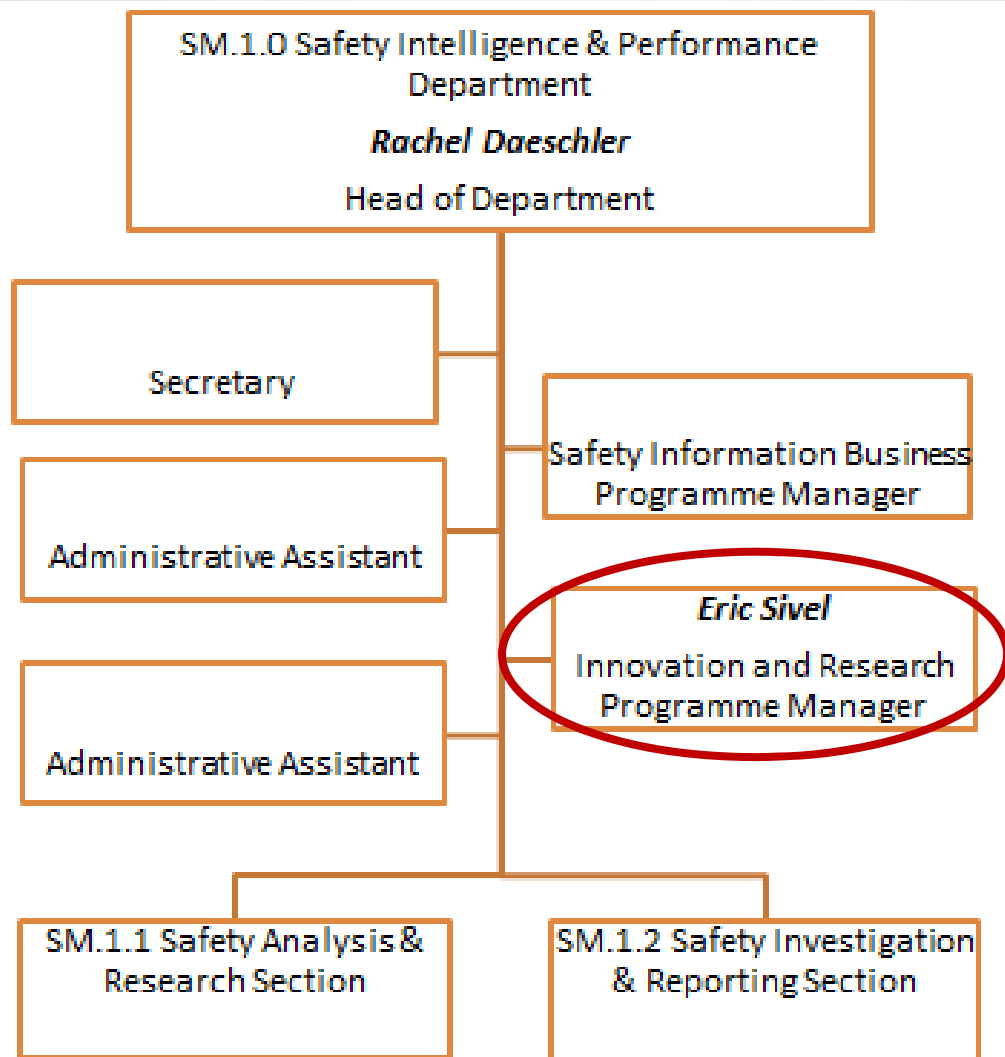 SM.1.0 Safety Intelligence & Performance
Department
Rachel Daeschler
Head of Department
Secretary
Safety Information Business
Programme Manager
Administrative Assistant
Eric Sivel
Innovation and Research
Programme Manager
Administrative Assistant
SM.1.1 Safety Analysis &
Research Section
SM.1.2 Safety Investigation
& Reporting Section